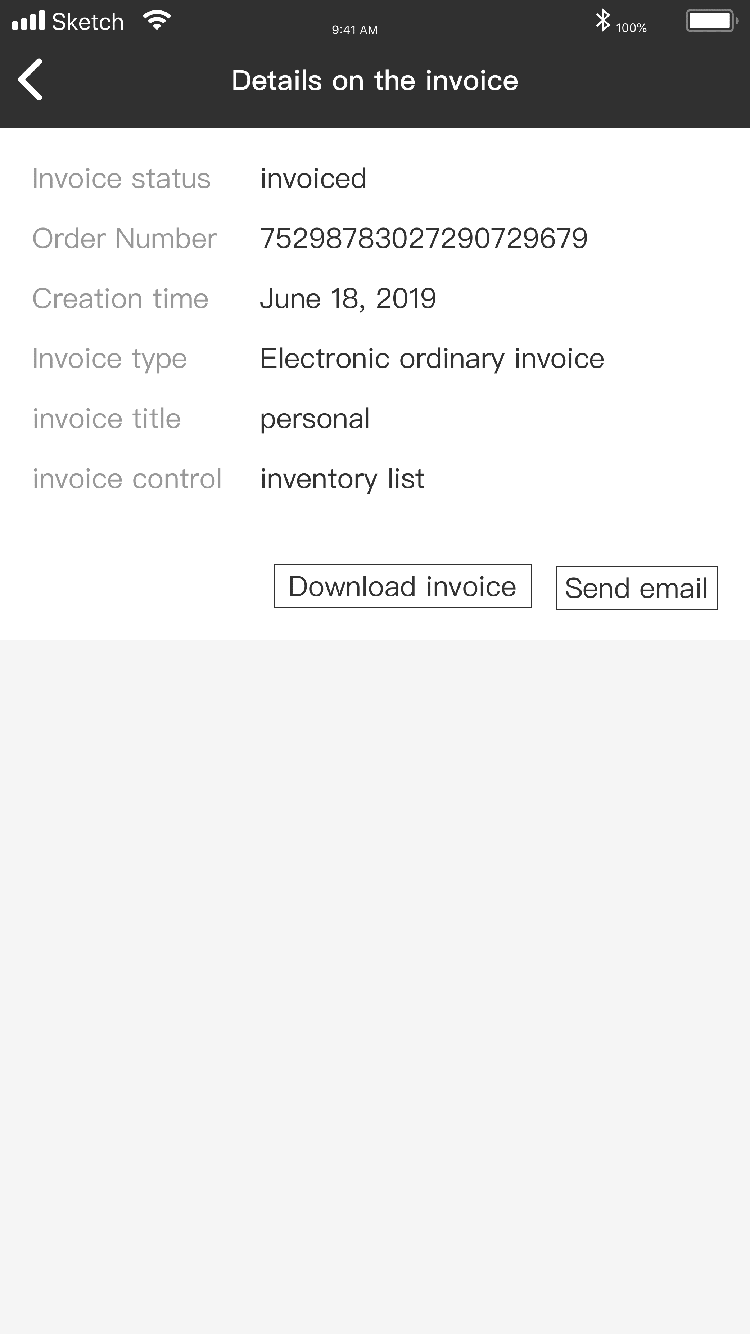 Sketch 9:41 AM 100%
Details on the invoice
Invoice status invoiced
Order Number 75298783027290729679
Creation time June 18, 2019
Invoice type Electronic ordinary invoice
invoice title personal
invoice control inventory list
Download invoice Send email